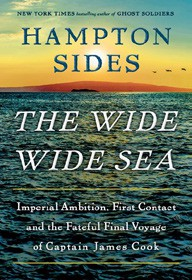 NEW YORK TIMES bestselling author of GHOST SOLDIERS
HAMPTON
SIDES
THE WIDE
WIDE SEA
Imperial Ambition, First Contact
and the Fateful Final Voyage
of Captain James Cook